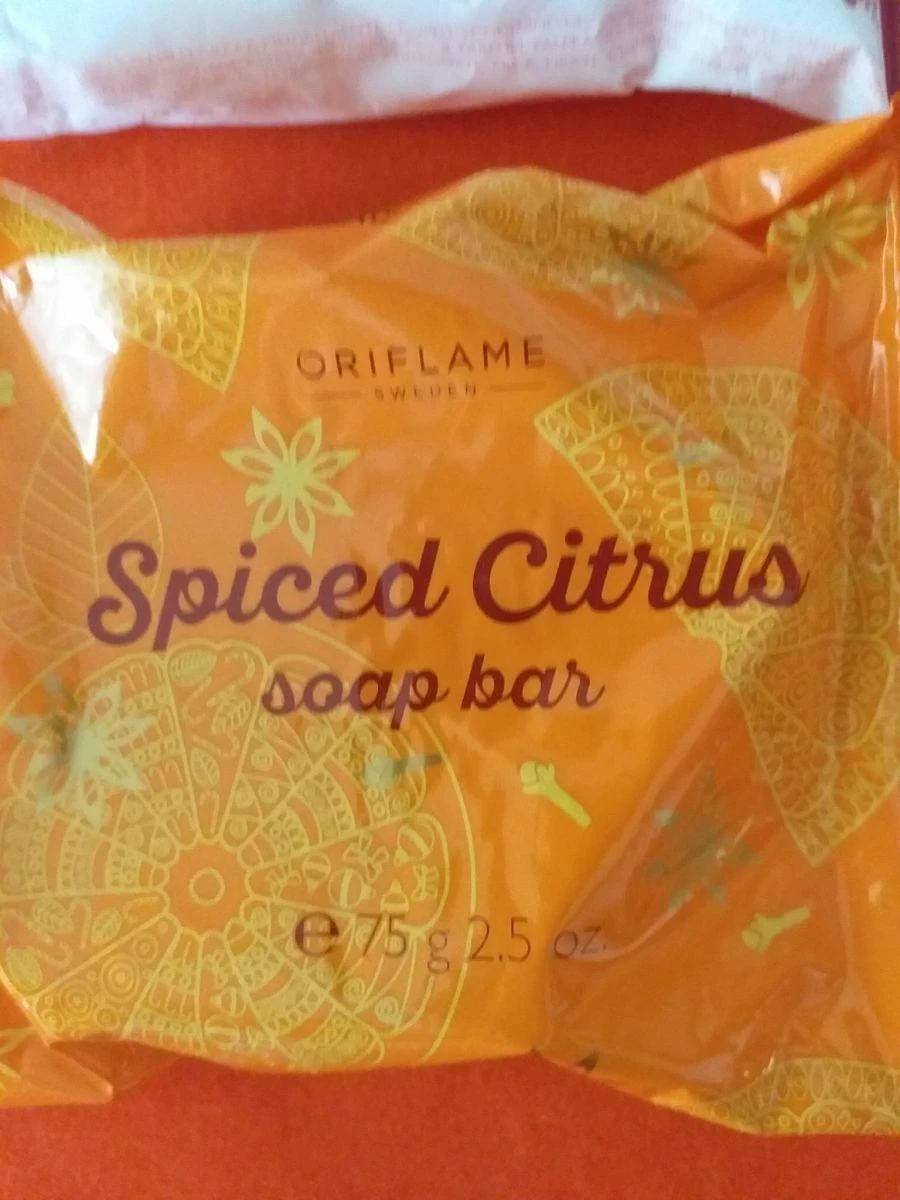 ORIFLAME
SWEDEN
Spiced Citrus
soap bar
℮ 75 g 2.5 oz.